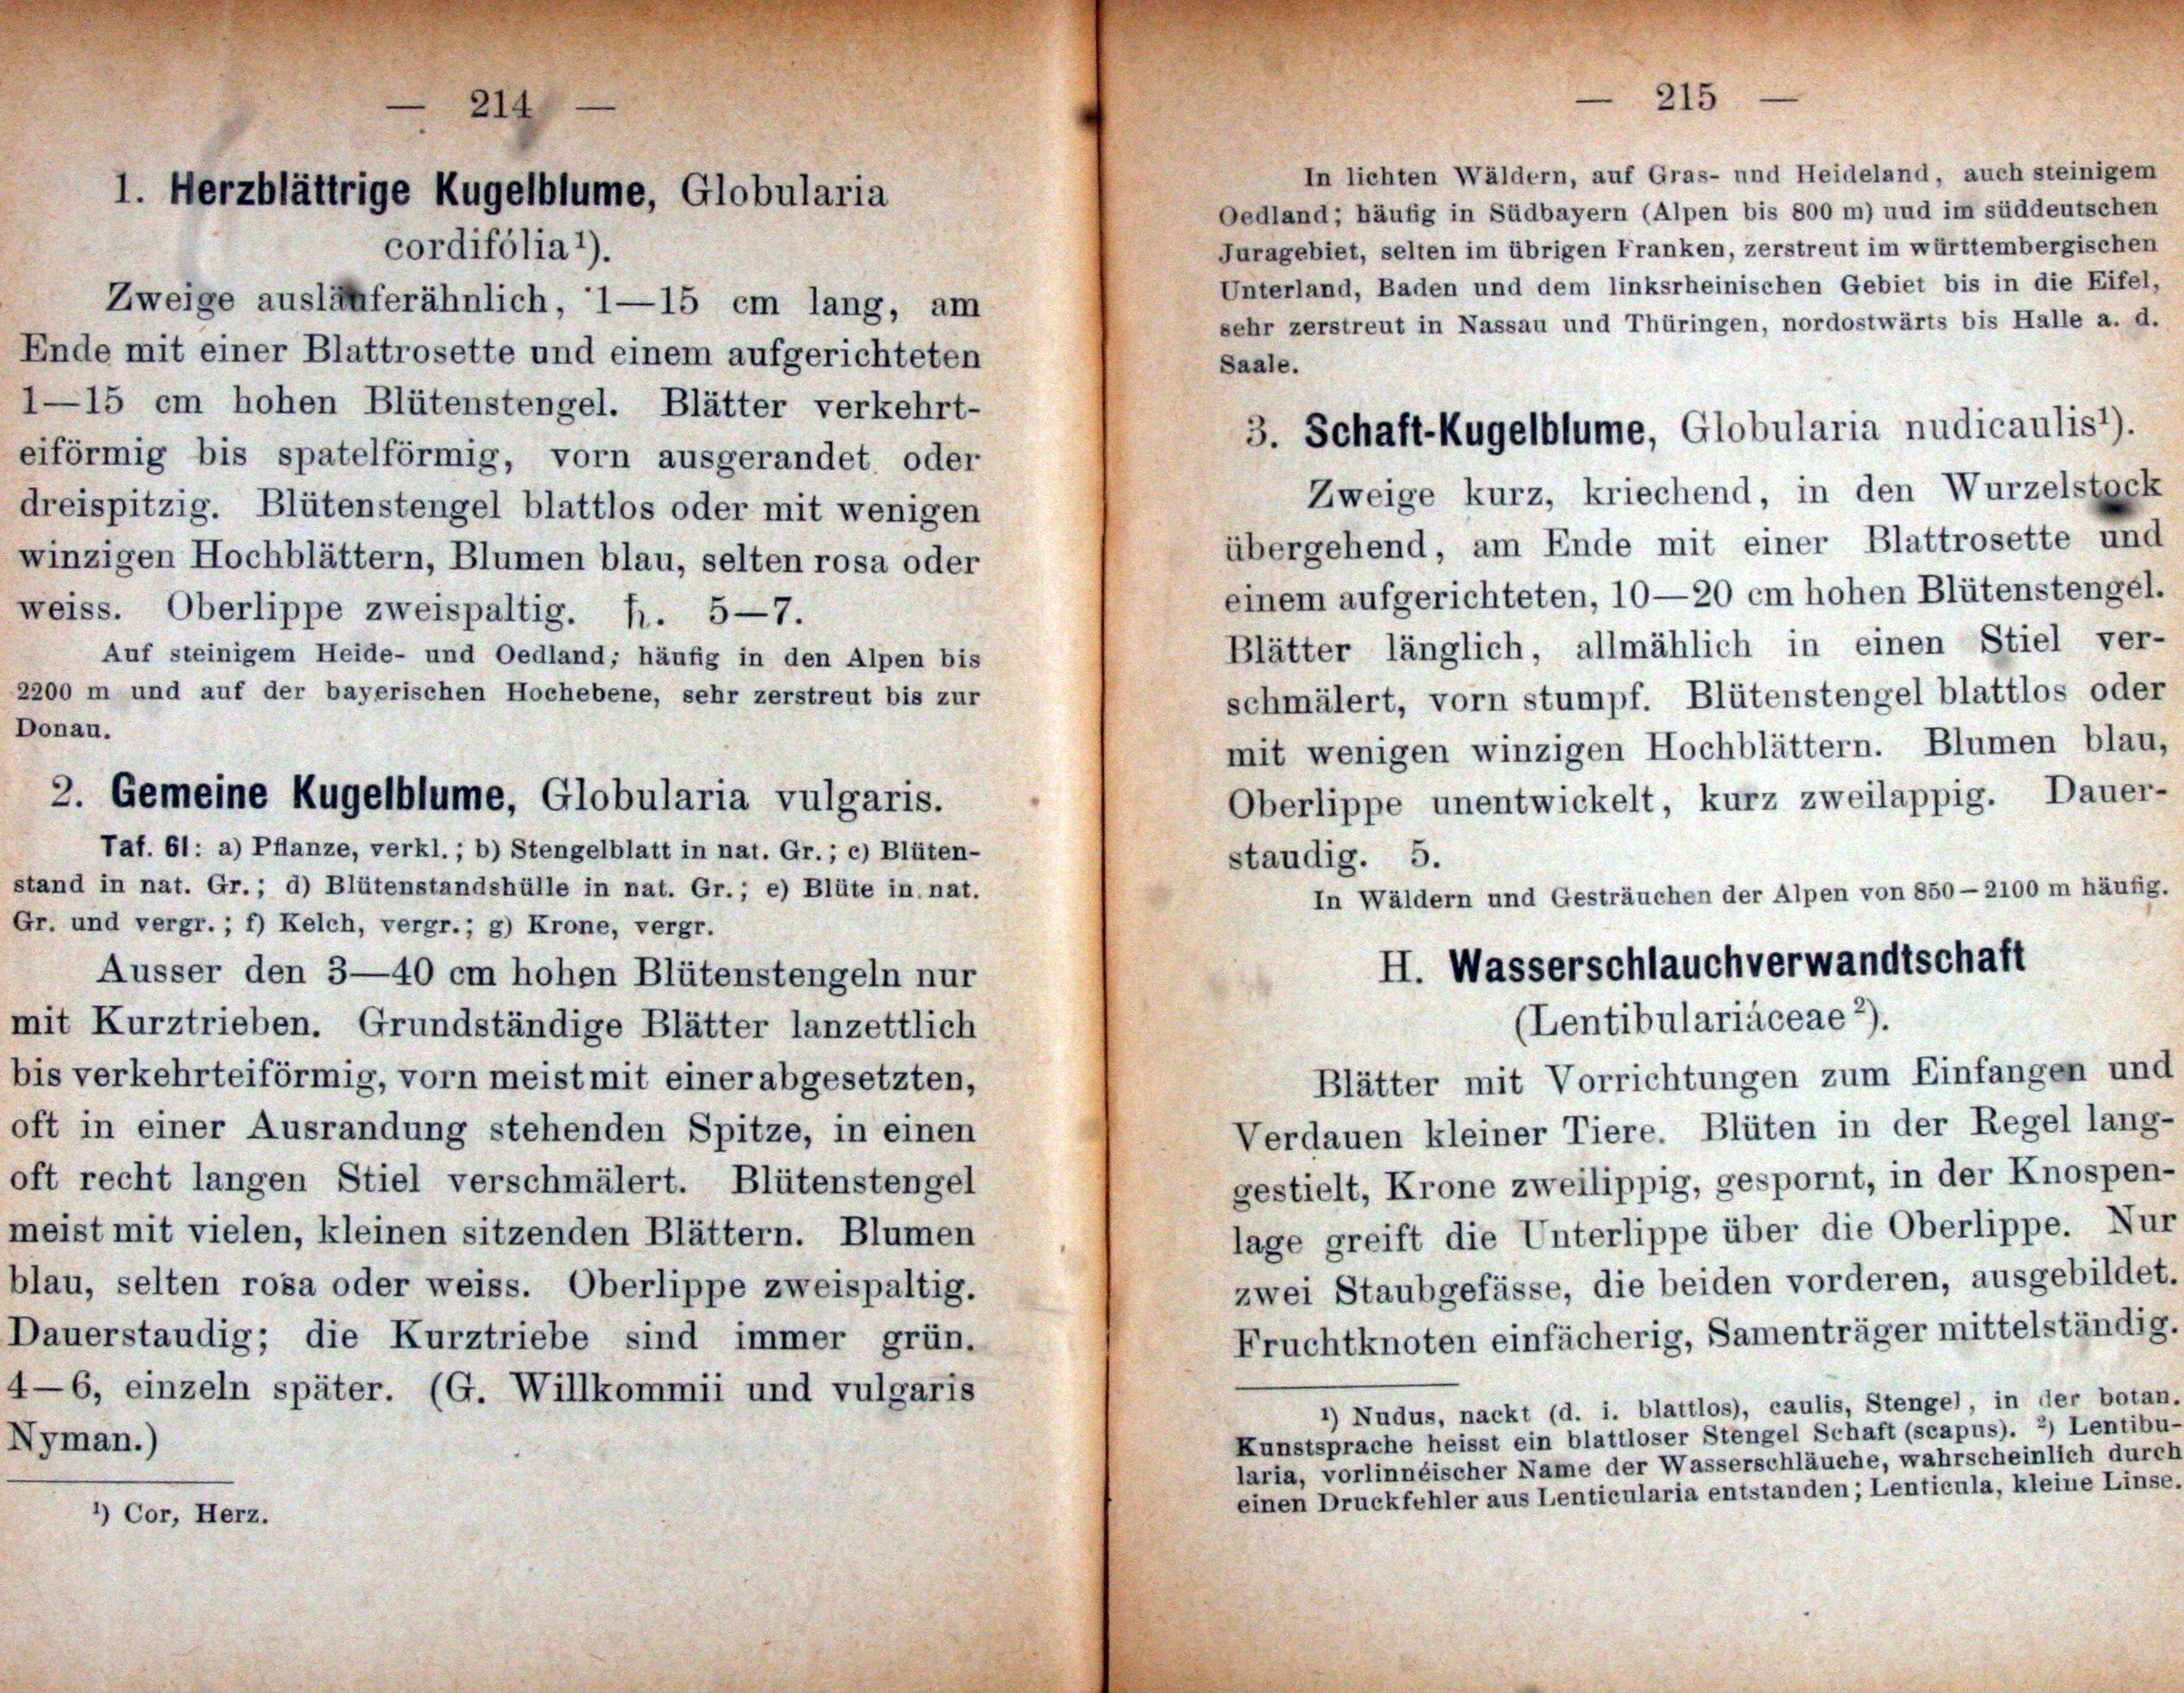 — 214 —
1. Herzblättrige Kugelblume, Globularia
cordifólia¹).
Zweige ausläuferähnlich, 1—15 cm lang, am
Ende mit einer Blattrosette und einem aufgerichteten
1—15 cm hohen Blütenstengel. Blätter verkehrt-
eiförmig bis spatelförmig, vorn ausgerandet oder
dreispitzig. Blütenstengel blattlos oder mit wenigen
winzigen Hochblättern, Blumen blau, selten rosa oder
weiss. Oberlippe zweispaltig. ♄. 5—7.
Auf steinigem Heide- und Oedland; häufig in den Alpen bis
2200 m und auf der bayerischen Hochebene, sehr zerstreut bis zur
Donau.
2. Gemeine Kugelblume, Globularia vulgaris.
Taf. 61: a) Pflanze, verkl.; b) Stengelblatt in nat. Gr.; c) Blüten-
stand in nat. Gr.; d) Blütenstandshülle in nat. Gr.; e) Blüte in nat.
Gr. und vergr.; f) Kelch, vergr.; g) Krone, vergr.
Ausser den 3—40 cm hohen Blütenstengeln nur
mit Kurztrieben. Grundständige Blätter lanzettlich
bis verkehrteiförmig, vorn meist mit einer abgesetzten,
oft in einer Ausrandung stehenden Spitze, in einen
oft recht langen Stiel verschmälert. Blütenstengel
meist mit vielen, kleinen sitzenden Blättern. Blumen
blau, selten rosa oder weiss. Oberlippe zweispaltig.
Dauerstaudig; die Kurztriebe sind immer grün.
4—6, einzeln später. (G. Willkommii und vulgaris
Nyman.)
¹) Cor, Herz.
— 215 —
In lichten Wäldern, auf Gras- und Heideland, auch steinigem
Oedland; häufig in Südbayern (Alpen bis 800 m) und im süddeutschen
Juragebiet, selten im übrigen Franken, zerstreut im württembergischen
Unterland, Baden und dem linksrheinischen Gebiet bis in die Eifel,
sehr zerstreut in Nassau und Thüringen, nordostwärts bis Halle a. d.
Saale.
3. Schaft-Kugelblume, Globularia nudicaulis¹).
Zweige kurz, kriechend, in den Wurzelstock
übergehend, am Ende mit einer Blattrosette und
einem aufgerichteten, 10—20 cm hohen Blütenstengel.
Blätter länglich, allmählich in einen Stiel ver-
schmälert, vorn stumpf. Blütenstengel blattlos oder
mit wenigen winzigen Hochblättern. Blumen blau,
Oberlippe unentwickelt, kurz zweilappig. Dauer-
staudig. 5.
In Wäldern und Gesträuchen der Alpen von 850—2100 m häufig.
H. Wasserschlauchverwandtschaft
(Lentibulariáceae²).
Blätter mit Vorrichtungen zum Einfangen und
Verdauen kleiner Tiere. Blüten in der Regel lang-
gestielt, Krone zweilippig, gespornt, in der Knospen-
lage greift die Unterlippe über die Oberlippe. Nur
zwei Staubgefässe, die beiden vorderen, ausgebildet.
Fruchtknoten einfächerig, Samenträger mittelständig.
¹) Nudus, nackt (d. i. blattlos), caulis, Stengel, in der botan.
Kunstsprache heisst ein blattloser Stengel Schaft (scapus). ²) Lentibu-
laria, vorlinnéischer Name der Wasserschläuche, wahrscheinlich durch
einen Druckfehler aus Lenticularia entstanden; Lenticula, kleine Linse.